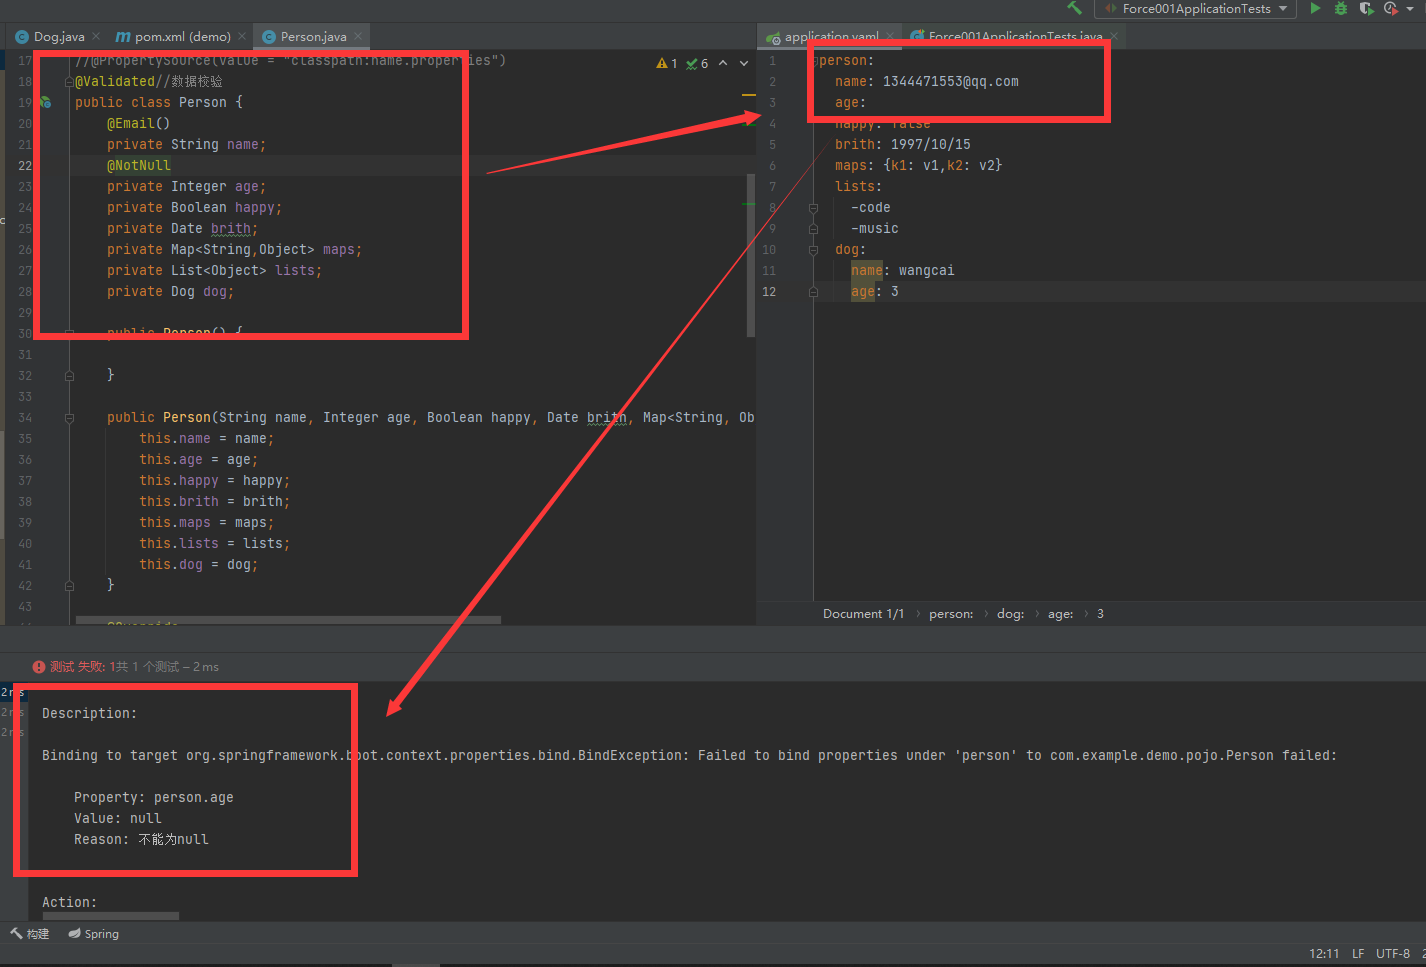 Force001ApplicationTests
Dog.java
pom.xml (demo)
Person.java
application.yaml
Force001ApplicationTests.java
17 //@PropertySource(value = "classpath:name.properties")
1 6
18 @Validated//数据校验
19 public class Person {
20 @Email()
21 private String name;
22 @NotNull
23 private Integer age;
24 private Boolean happy;
25 private Date brith;
26 private Map<String,Object> maps;
27 private List<Object> lists;
28 private Dog dog;
29
30 public Person() {
31
32 }
33
34 public Person(String name, Integer age, Boolean happy, Date brith, Map<String, Ob
35 this.name = name;
36 this.age = age;
37 this.happy = happy;
38 this.brith = brith;
39 this.maps = maps;
40 this.lists = lists;
41 this.dog = dog;
42 }
43
@Override
1 person:
2 name: 1344471553@qq.com
3 age:
4 happy: false
5 brith: 1997/10/15
6 maps: {k1: v1,k2: v2}
7 lists:
8 -code
9 -music
10 dog:
11 name: wangcai
12 age: 3
Document 1/1 › person: › dog: › age: › 3
测试 失败: 1共 1 个测试 – 2 ms
2 ms
2 ms
2 ms
Description:
Binding to target org.springframework.boot.context.properties.bind.BindException: Failed to bind properties under 'person' to com.example.demo.pojo.Person failed:
Property: person.age
Value: null
Reason: 不能为null
Action:
构建
Spring
12:11 LF UTF-8